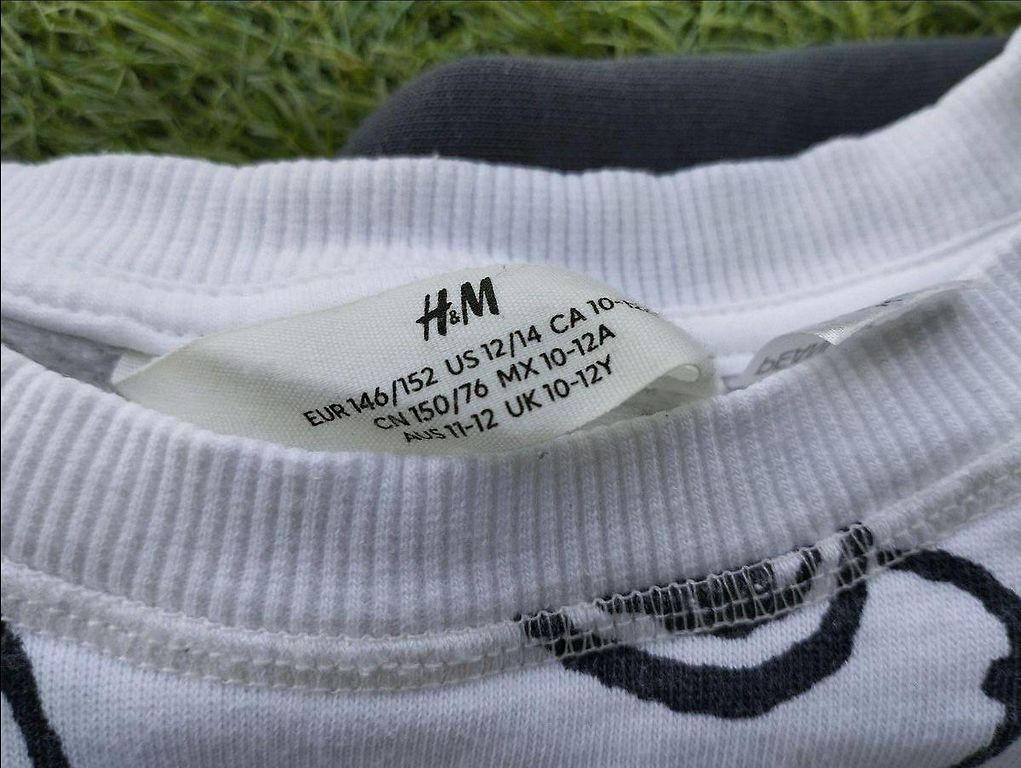 H&M
EUR 146/152 US 12/14 CA 10-
CN 150/76 MX 10-12A
AUS 11-12 UK 10-12Y